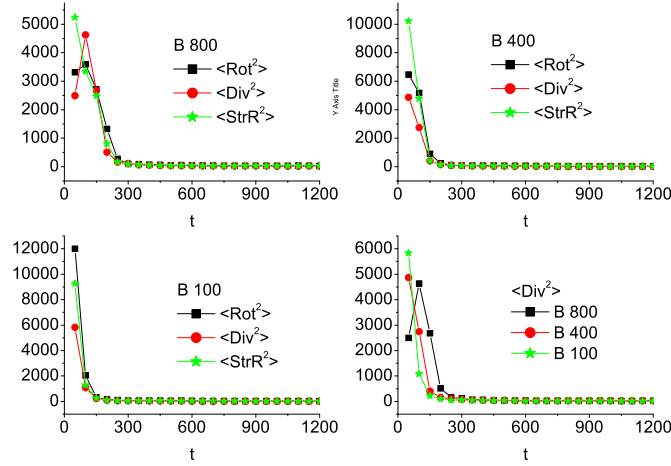 5000
4000
3000
2000
1000
0
B 800
<Rot²>
<Div²>
<StrR²>
0 300 600 900 1200
t
10000
8000
6000
4000
2000
0
Y Axis Title
B 400
<Rot²>
<Div²>
<StrR²>
0 300 600 900 1200
t
12000
10000
8000
6000
4000
2000
0
B 100
<Rot²>
<Div²>
<StrR²>
0 300 600 900 1200
t
6000
5000
4000
3000
2000
1000
0
<Div²>
B 800
B 400
B 100
0 300 600 900 1200
t